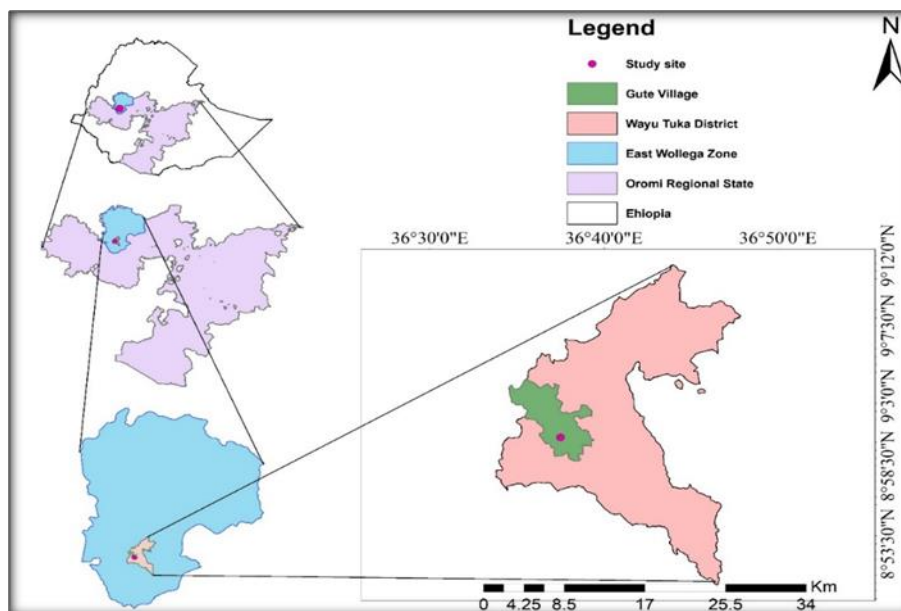 Legend
N
Study site
Gute Village
Wayu Tuka District
East Wollega Zone
Oromi Regional State
Ehiopia
36°30'0"E 36°40'0"E 36°50'0"E
9°12'0"N
9°7'30"N
9°3'0"N
8°58'30"N
8°53'30"N
Km
0 4.25 8.5 17 25.5 34